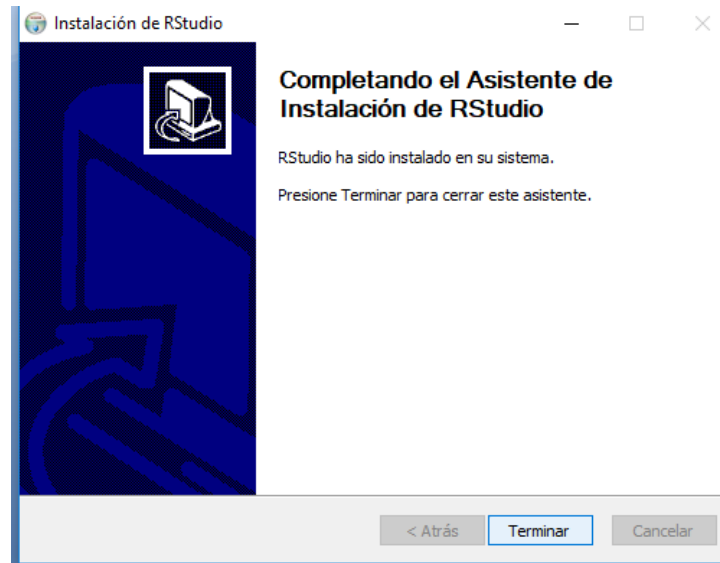 Instalación de RStudio
Completando el Asistente de
Instalación de RStudio
RStudio ha sido instalado en su sistema.
Presione Terminar para cerrar este asistente.
< Atrás
Terminar
Cancelar